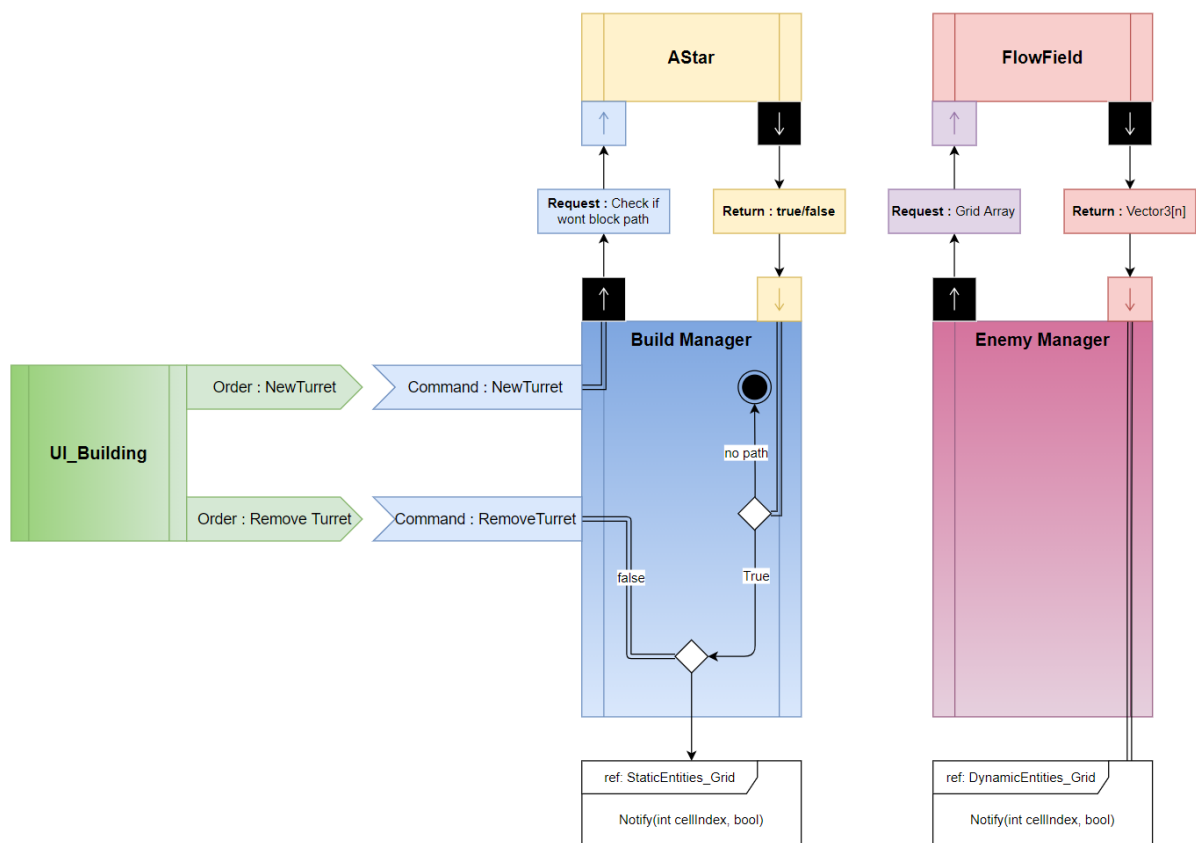 AStar
FlowField
Request : Check if
wont block path
Return : true/false
Request : Grid Array
Return : Vector3[n]
Build Manager
Enemy Manager
UI_Building
Order : NewTurret
Command : NewTurret
no path
Order : Remove Turret
Command : RemoveTurret
false
True
ref: StaticEntities_Grid
Notify(int cellIndex, bool)
ref: DynamicEntities_Grid
Notify(int cellIndex, bool)